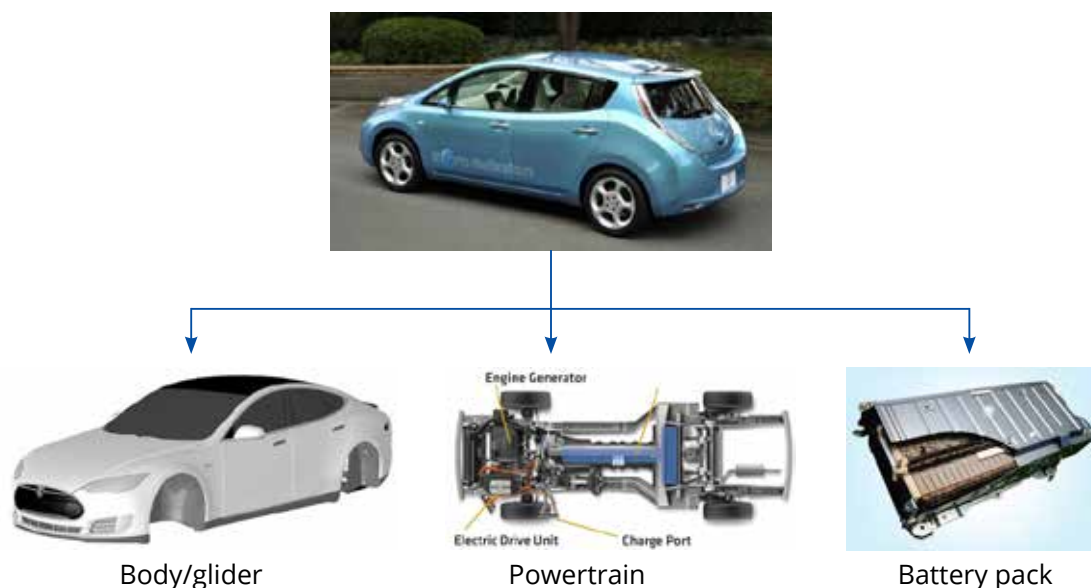 Engine Generator
Electric Drive Unit
Charge Port
Body/glider
Powertrain
Battery pack